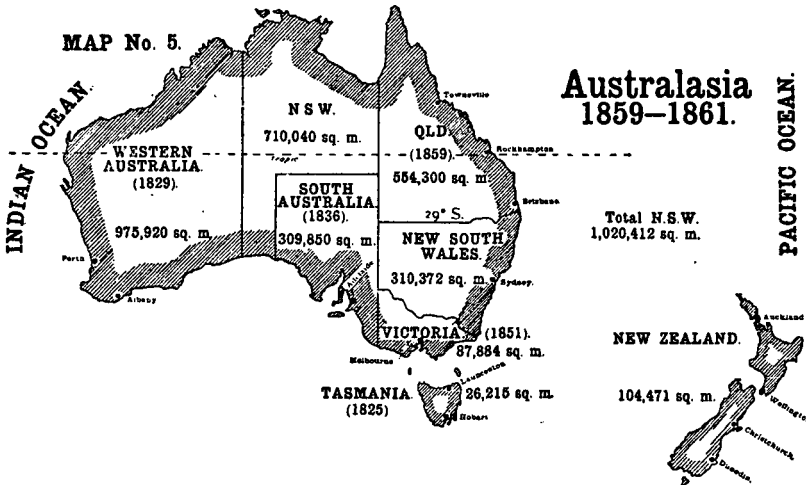 MAP No. 5.
Australasia
1859—1861.
INDIAN OCEAN.
PACIFIC OCEAN.
Townsville
N S W.
710,040 sq. m.
QLD.
(1859).
554,300 sq. m
Rockhampton
WESTERN
AUSTRALIA.
(1829).
975,920 sq. m.
Tropic
SOUTH
AUSTRALIA.
(1836).
309,850 sq. m.
29° S.
Brisbane
Total N.S.W.
1,020,412 sq. m.
NEW SOUTH
WALES.
310,372 sq. m.
Sydney.
Perth
Albany
Adelaide
VICTORIA. (1851).
87,884 sq. m.
Melbourne
Launceston
TASMANIA.
(1825)
26,215 sq. m.
Hobart
NEW ZEALAND.
104,471 sq. m.
Auckland
Wellington
Christchurch.
Dunedin.